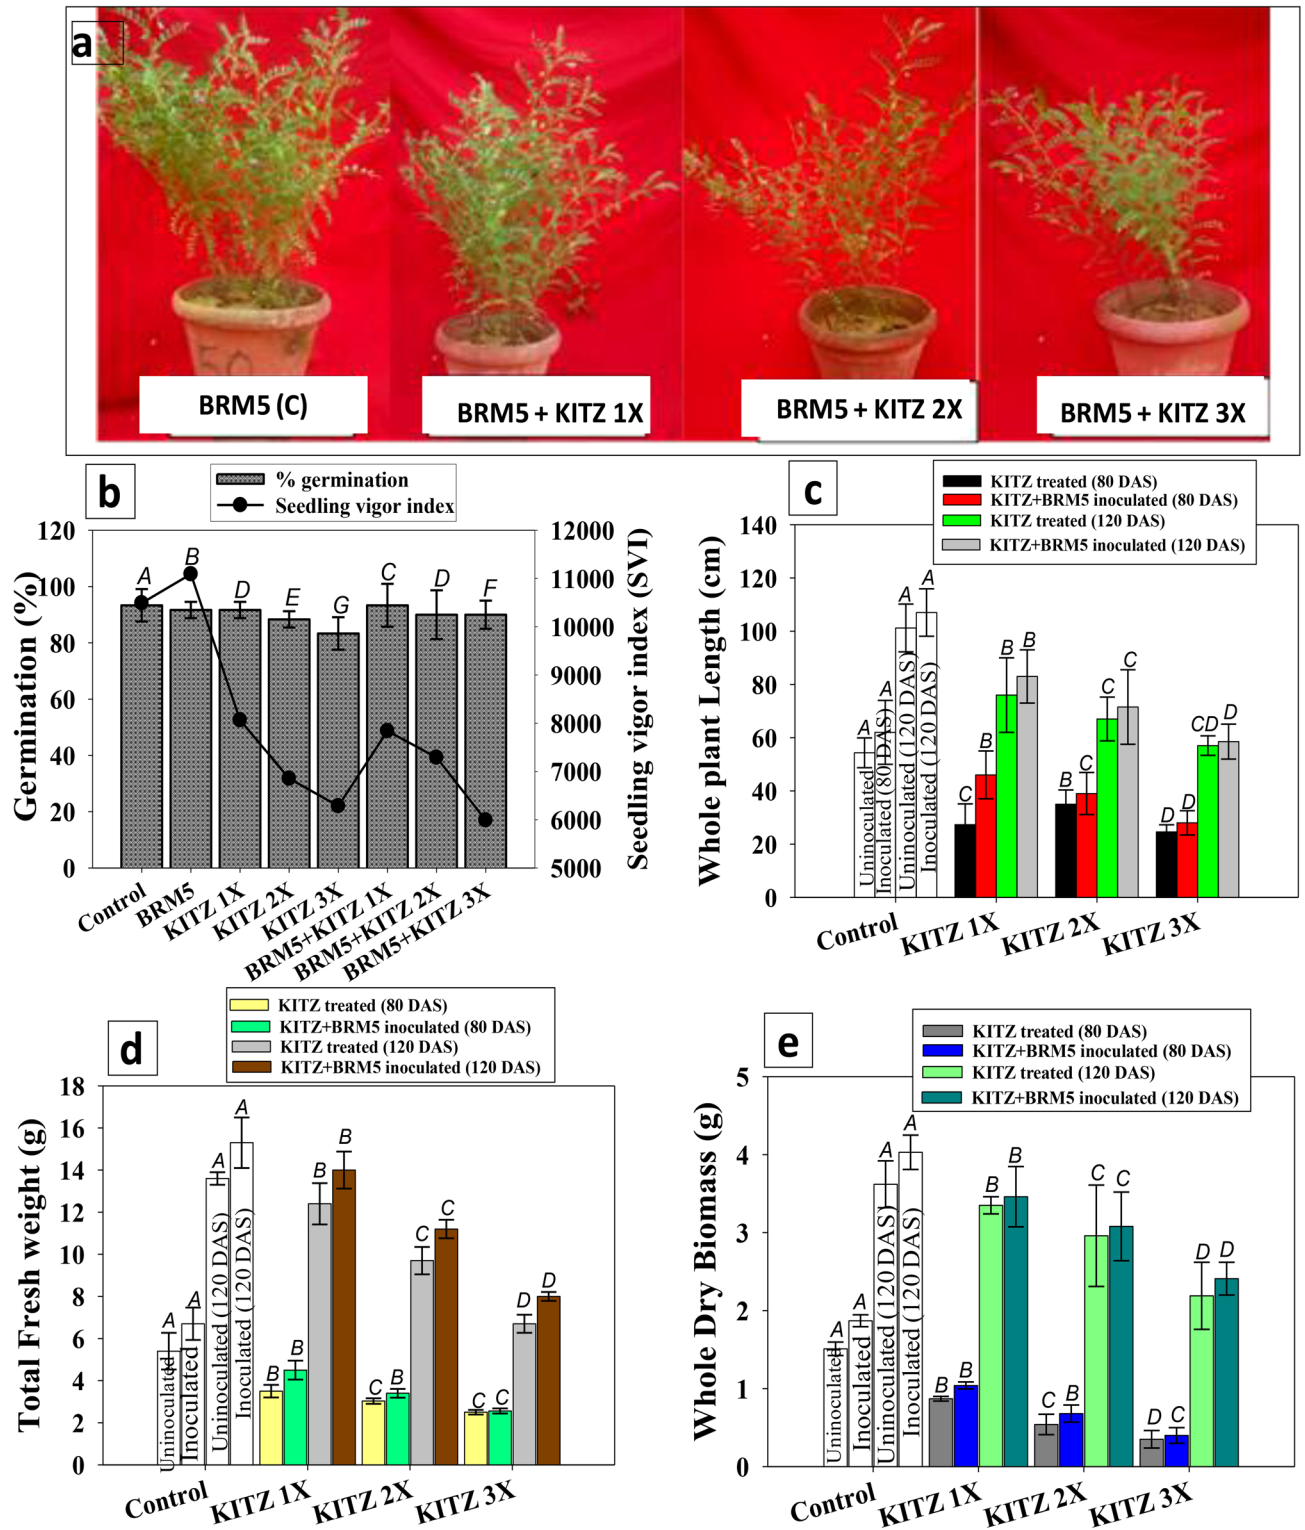 a
50
BRM5 (C)
BRM5 + KITZ 1X
BRM5 + KITZ 2X
BRM5 + KITZ 3X
b
% germination
Seedling vigor index
Germination (%)
120
100
80
60
40
20
0
A
B
D
E
G
C
D
F
12000
11000
10000
9000
8000
7000
6000
5000
Seedling vigor index (SVI)
Control
BRM5
KITZ 1X
KITZ 2X
KITZ 3X
BRM5+KITZ 1X
BRM5+KITZ 2X
BRM5+KITZ 3X
c
KITZ treated (80 DAS)
KITZ+BRM5 inoculated (80 DAS)
KITZ treated (120 DAS)
KITZ+BRM5 inoculated (120 DAS)
Whole plant Length (cm)
140
120
100
80
60
40
20
0
A
A
A
A
C
B
B
B
B
C
C
C
D
D
CD
D
Uninoculated
Inoculated (80 DAS)
Uninoculated (120 DAS)
Inoculated (120 DAS)
Control
KITZ 1X
KITZ 2X
KITZ 3X
d
KITZ treated (80 DAS)
KITZ+BRM5 inoculated (80 DAS)
KITZ treated (120 DAS)
KITZ+BRM5 inoculated (120 DAS)
Total Fresh weight (g)
18
16
14
12
10
8
6
4
2
0
A
A
A
A
B
B
B
B
C
B
C
C
C
C
D
D
Uninoculated
Inoculated
Uninoculated (120 DAS)
Inoculated (120 DAS)
Control
KITZ 1X
KITZ 2X
KITZ 3X
e
KITZ treated (80 DAS)
KITZ+BRM5 inoculated (80 DAS)
KITZ treated (120 DAS)
KITZ+BRM5 inoculated (120 DAS)
Whole Dry Biomass (g)
5
4
3
2
1
0
A
A
A
A
B
B
B
B
C
B
C
C
D
C
D
D
Uninoculated
Inoculated
Uninoculated (120 DAS)
Inoculated (120 DAS)
Control
KITZ 1X
KITZ 2X
KITZ 3X